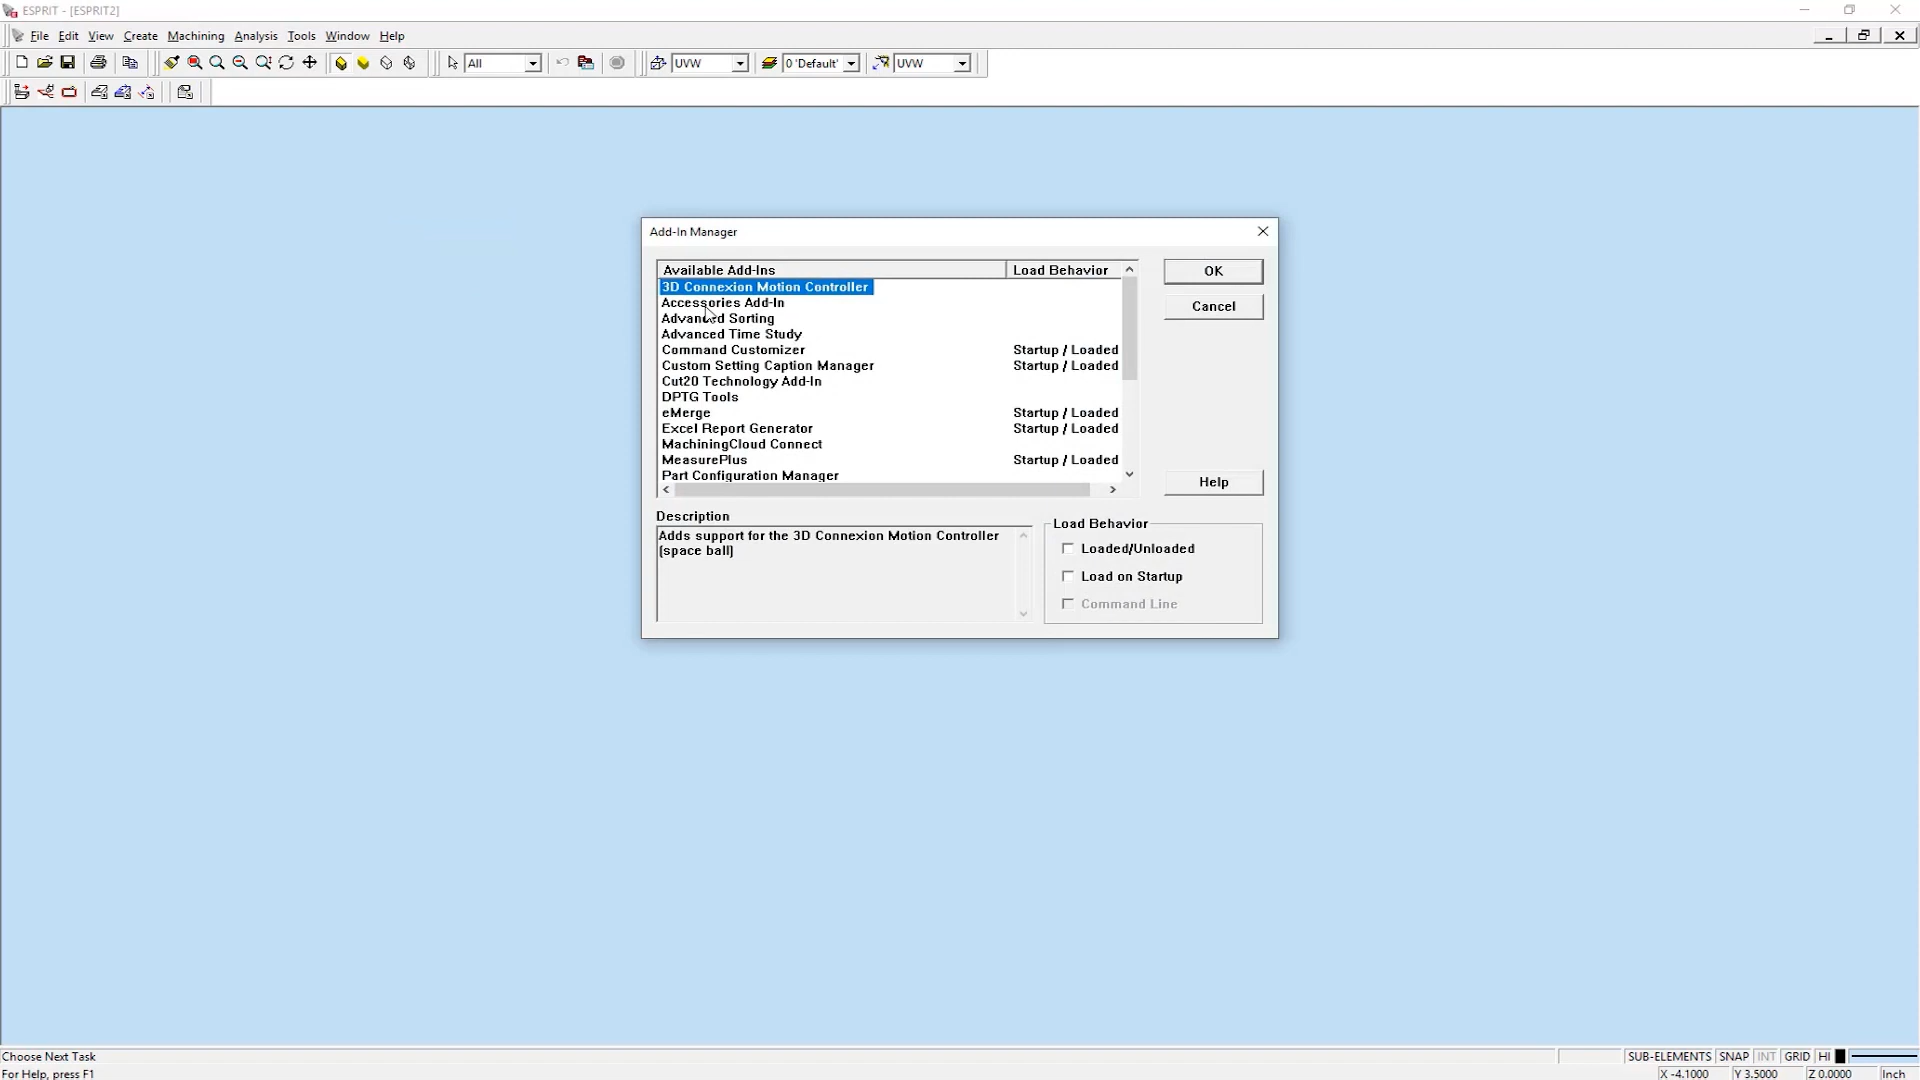 ESPRIT - [ESPRIT2]
File Edit View Create Machining Analysis Tools Window Help
All UVW 0 'Default' UVW
Add-In Manager
Available Add-Ins Load Behavior
3D Connexion Motion Controller
Accessories Add-In
Advanced Sorting
Advanced Time Study
Command Customizer Startup / Loaded
Custom Setting Caption Manager Startup / Loaded
Cut20 Technology Add-In
DPTG Tools
eMerge Startup / Loaded
Excel Report Generator Startup / Loaded
MachiningCloud Connect
MeasurePlus Startup / Loaded
Part Configuration Manager
OK
Cancel
Help
Description
Adds support for the 3D Connexion Motion Controller
(space ball)
Load Behavior
Loaded/Unloaded
Load on Startup
Command Line
Choose Next Task
SUB-ELEMENTS SNAP INT GRID HI
For Help, press F1
X -4.1000 Y 3.5000 Z 0.0000 Inch